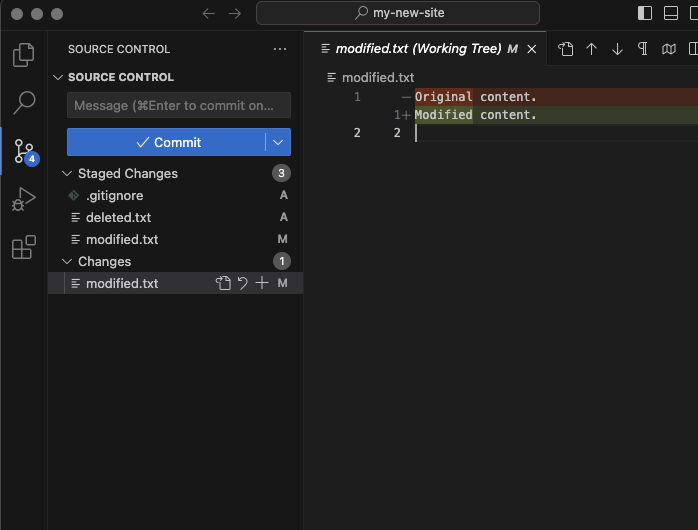 my-new-site
SOURCE CONTROL
SOURCE CONTROL
Message (⌘Enter to commit on...
Commit
4
Staged Changes 3
.gitignore A
deleted.txt A
modified.txt M
Changes 1
modified.txt M
modified.txt (Working Tree) M
modified.txt
1 — Original content.
1+ Modified content.
2 2